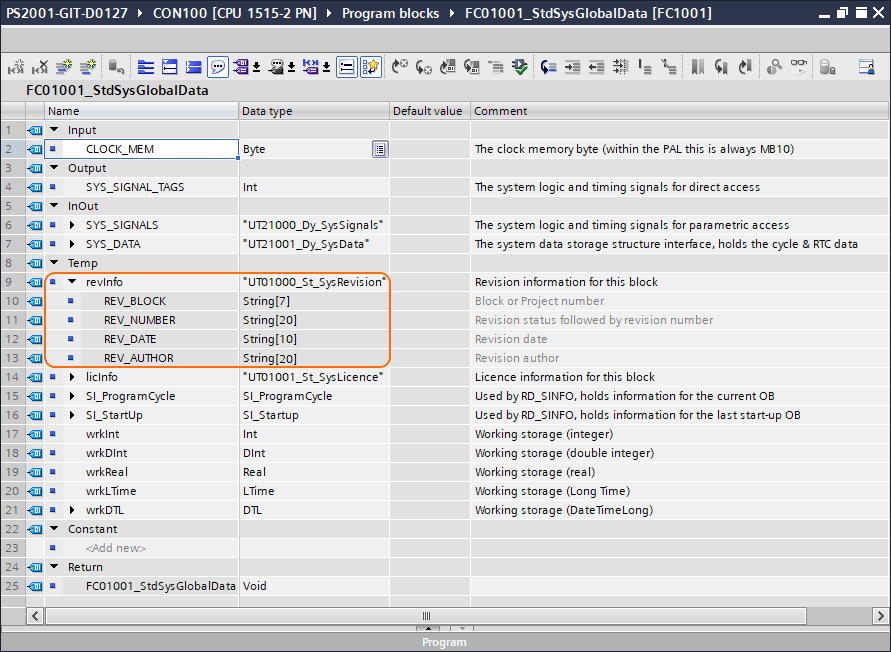 PS2001-GIT-D0127 CON100 [CPU 1515-2 PN] Program blocks FC01001_StdSysGlobalData [FC1001]
FC01001_StdSysGlobalData
Name Data type Default value Comment
1 Input
2 CLOCK_MEM Byte The clock memory byte (within the PAL this is always MB10)
3 Output
4 SYS_SIGNAL_TAGS Int The system logic and timing signals for direct access
5 InOut
6 SYS_SIGNALS "UT21000_Dy_SysSignals" The system logic and timing signals for parametric access
7 SYS_DATA "UT21001_Dy_SysData" The system data storage structure interface, holds the cycle & RTC data
8 Temp
9 revInfo "UT01000_St_SysRevision" Revision information for this block
10 REV_BLOCK String[7] Block or Project number
11 REV_NUMBER String[20] Revision status followed by revision number
12 REV_DATE String[10] Revision date
13 REV_AUTHOR String[20] Revision author
14 licInfo "UT01001_St_SysLicence" Licence information for this block
15 SI_ProgramCycle SI_ProgramCycle Used by RD_SINFO, holds information for the current OB
16 SI_StartUp SI_Startup Used by RD_SINFO, holds information for the last start-up OB
17 wrkInt Int Working storage (integer)
18 wrkDInt DInt Working storage (double integer)
19 wrkReal Real Working storage (real)
20 wrkLTime LTime Working storage (Long Time)
21 wrkDTL DTL Working storage (DateTimeLong)
22 Constant
23 <Add new>
24 Return
25 FC01001_StdSysGlobalData Void
Program